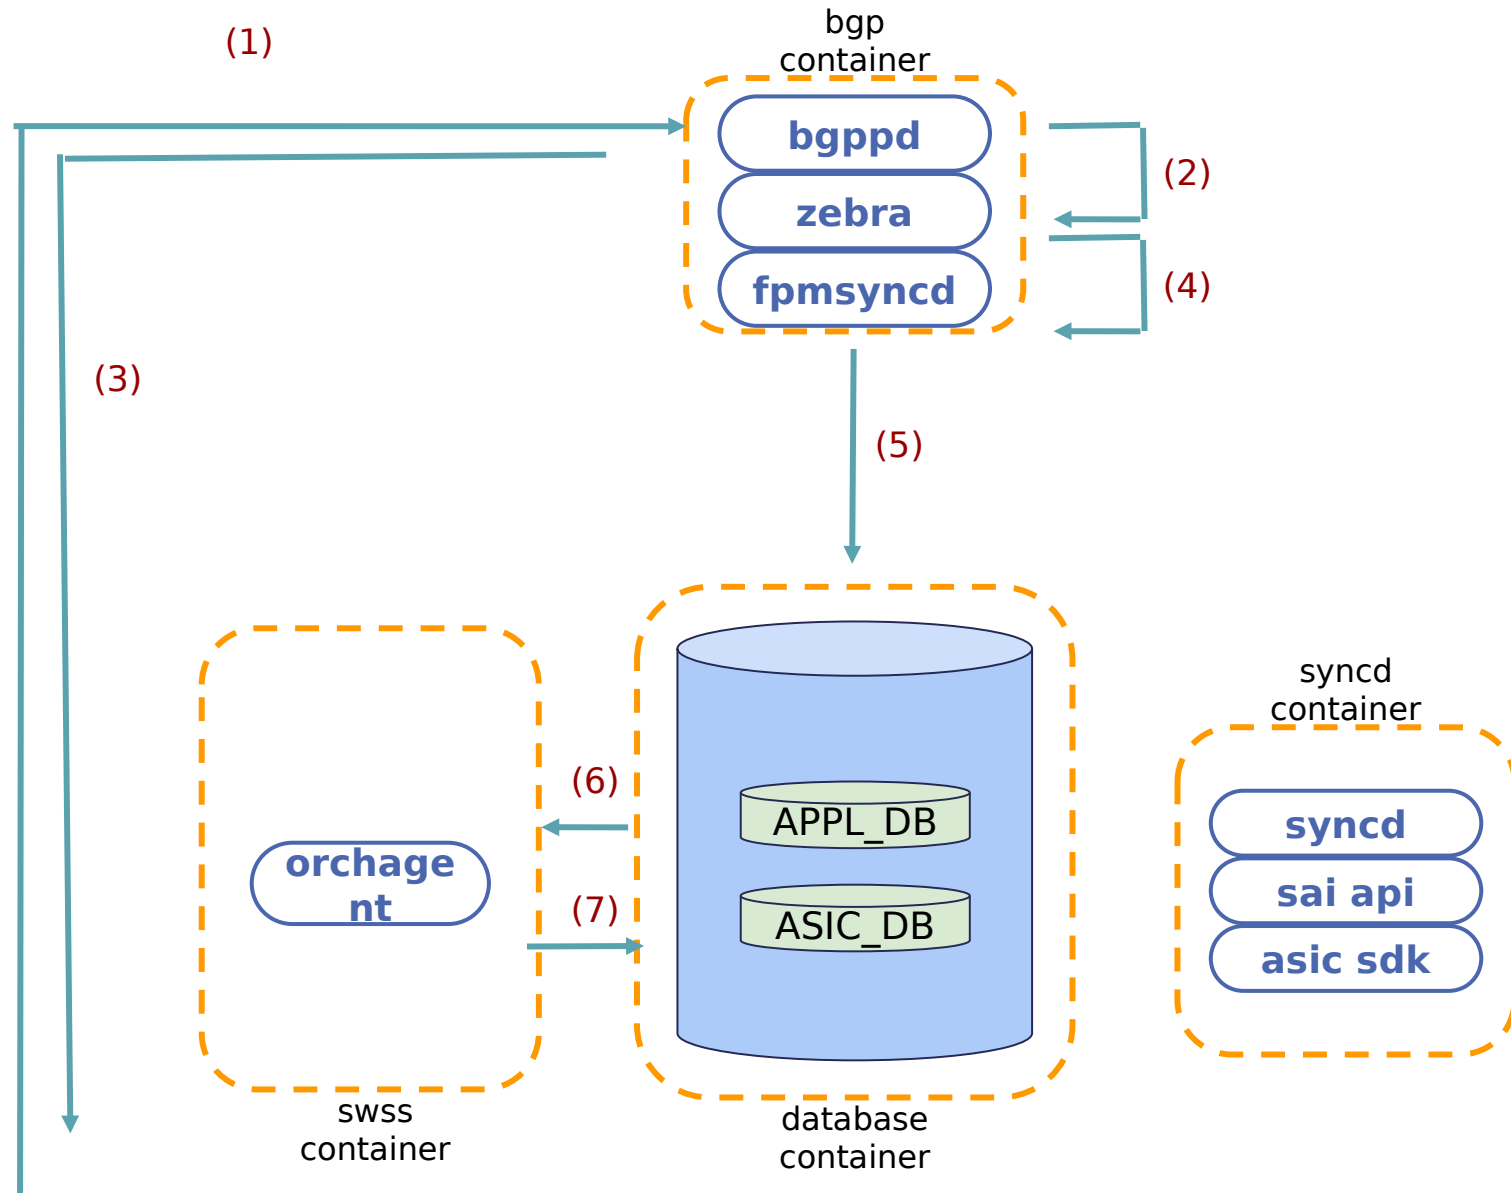 bgp
container
(1)
bgppd
(2)
zebra
(4)
fpmsyncd
(3)
(5)
syncd
container
(6)
APPL_DB
syncd
orchage
nt
sai api
(7)
ASIC_DB
asic sdk
swss
container
database
container